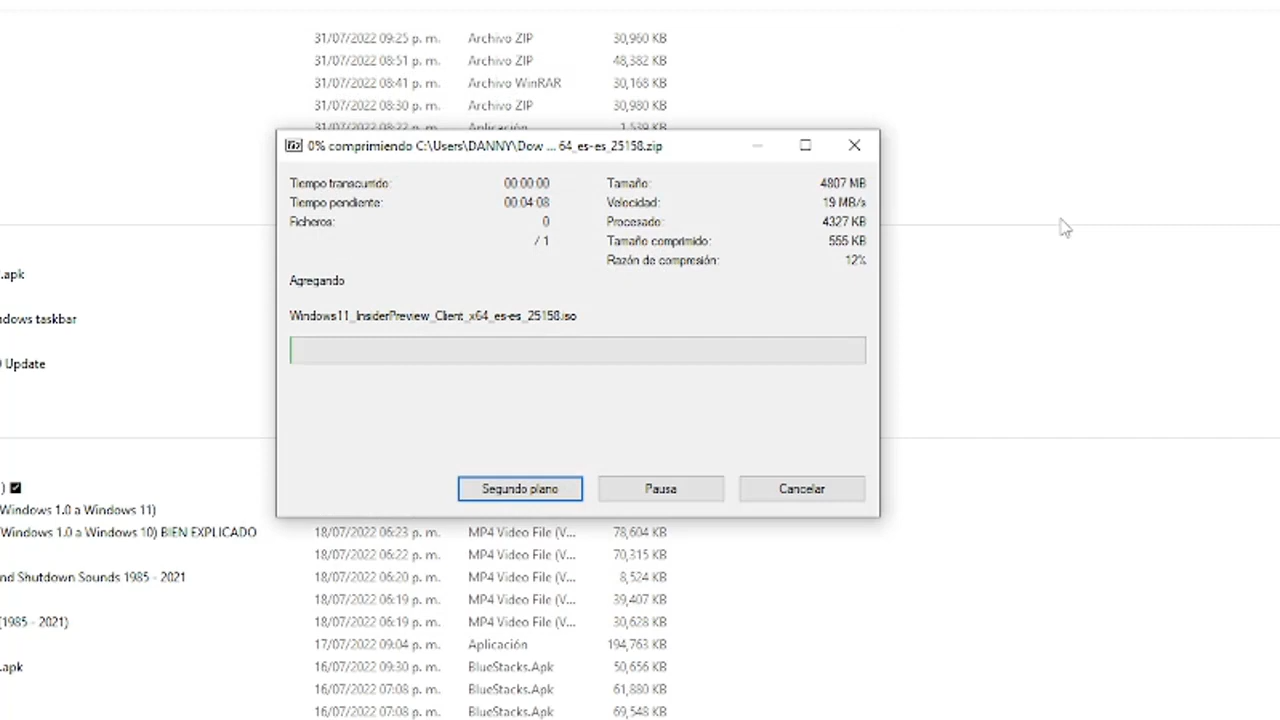 31/07/2022 09:25 p. m. Archivo ZIP 30,960 KB
31/07/2022 08:51 p. m. Archivo ZIP 48,382 KB
31/07/2022 08:41 p. m. Archivo WinRAR 30,168 KB
31/07/2022 08:30 p. m. Archivo ZIP 30,980 KB
31/07/2022 08:22 p. m. Aplicación 1,539 KB
0% comprimiendo C:\Users\DANNY\Dow ... 64_es-es_25158.zip
Tiempo transcurrido: 00:00:00 Tamaño: 4807 MB
Tiempo pendiente: 00:04:08 Velocidad: 19 MB/s
Ficheros: 0 Procesado: 4327 KB
/ 1 Tamaño comprimido: 555 KB
Razón de compresión: 12%
.apk
Agregando
Windows11_InsiderPreview_Client_x64_es-es_25158.iso
ndows taskbar
Update
Segundo plano Pausa Cancelar
)
Windows 1.0 a Windows 11)
Windows 1.0 a Windows 10) BIEN EXPLICADO 18/07/2022 06:23 p. m. MP4 Video File (V... 78,604 KB
18/07/2022 06:22 p. m. MP4 Video File (V... 70,315 KB
nd Shutdown Sounds 1985 - 2021 18/07/2022 06:20 p. m. MP4 Video File (V... 8,524 KB
18/07/2022 06:19 p. m. MP4 Video File (V... 39,407 KB
(1985 - 2021) 18/07/2022 06:19 p. m. MP4 Video File (V... 30,628 KB
17/07/2022 09:04 p. m. Aplicación 194,763 KB
.apk 16/07/2022 09:30 p. m. BlueStacks.Apk 50,656 KB
16/07/2022 07:08 p. m. BlueStacks.Apk 61,880 KB
16/07/2022 07:08 p. m. BlueStacks.Apk 69,548 KB